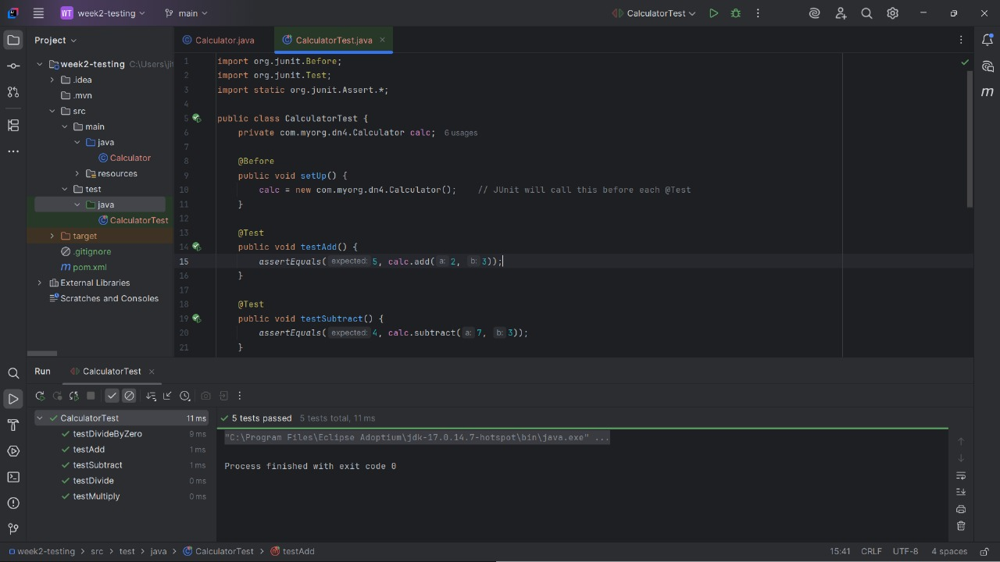 WT week2-testing main CalculatorTest
Project
Calculator.java CalculatorTest.java
week2-testing C:\Users\jit
.idea
.mvn
src
main
java
Calculator
resources
test
java
CalculatorTest
target
.gitignore
pom.xml
External Libraries
Scratches and Consoles
1 import org.junit.Before;
2 import org.junit.Test;
3 import static org.junit.Assert.*;
4
5 public class CalculatorTest {
6 private com.myorg.dn4.Calculator calc; 6 usages
7
8 @Before
9 public void setUp() {
10 calc = new com.myorg.dn4.Calculator(); // JUnit will call this before each @Test
11 }
12
13 @Test
14 public void testAdd() {
15 assertEquals( expected: 5, calc.add( a: 2, b: 3));
16 }
17
18 @Test
19 public void testSubtract() {
20 assertEquals( expected: 4, calc.subtract( a: 7, b: 3));
21 }
Run CalculatorTest
CalculatorTest 11 ms
testDivideByZero 9 ms
testAdd 1 ms
testSubtract 1 ms
testDivide 0 ms
testMultiply 0 ms
5 tests passed 5 tests total, 11 ms
"C:\Program Files\Eclipse Adoptium\jdk-17.0.14.7-hotspot\bin\java.exe" ...
Process finished with exit code 0
week2-testing > src > test > java > CalculatorTest > testAdd 15:41 CRLF UTF-8 4 spaces